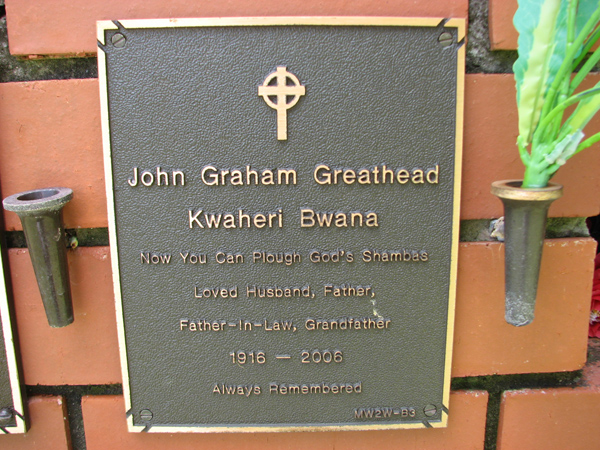 John Graham Greathead
Kwaheri Bwana
Now You Can Plough God's Shambas
Loved Husband, Father,
Father-In-Law, Grandfather
1916 — 2006
Always Remembered
MW2W-B3